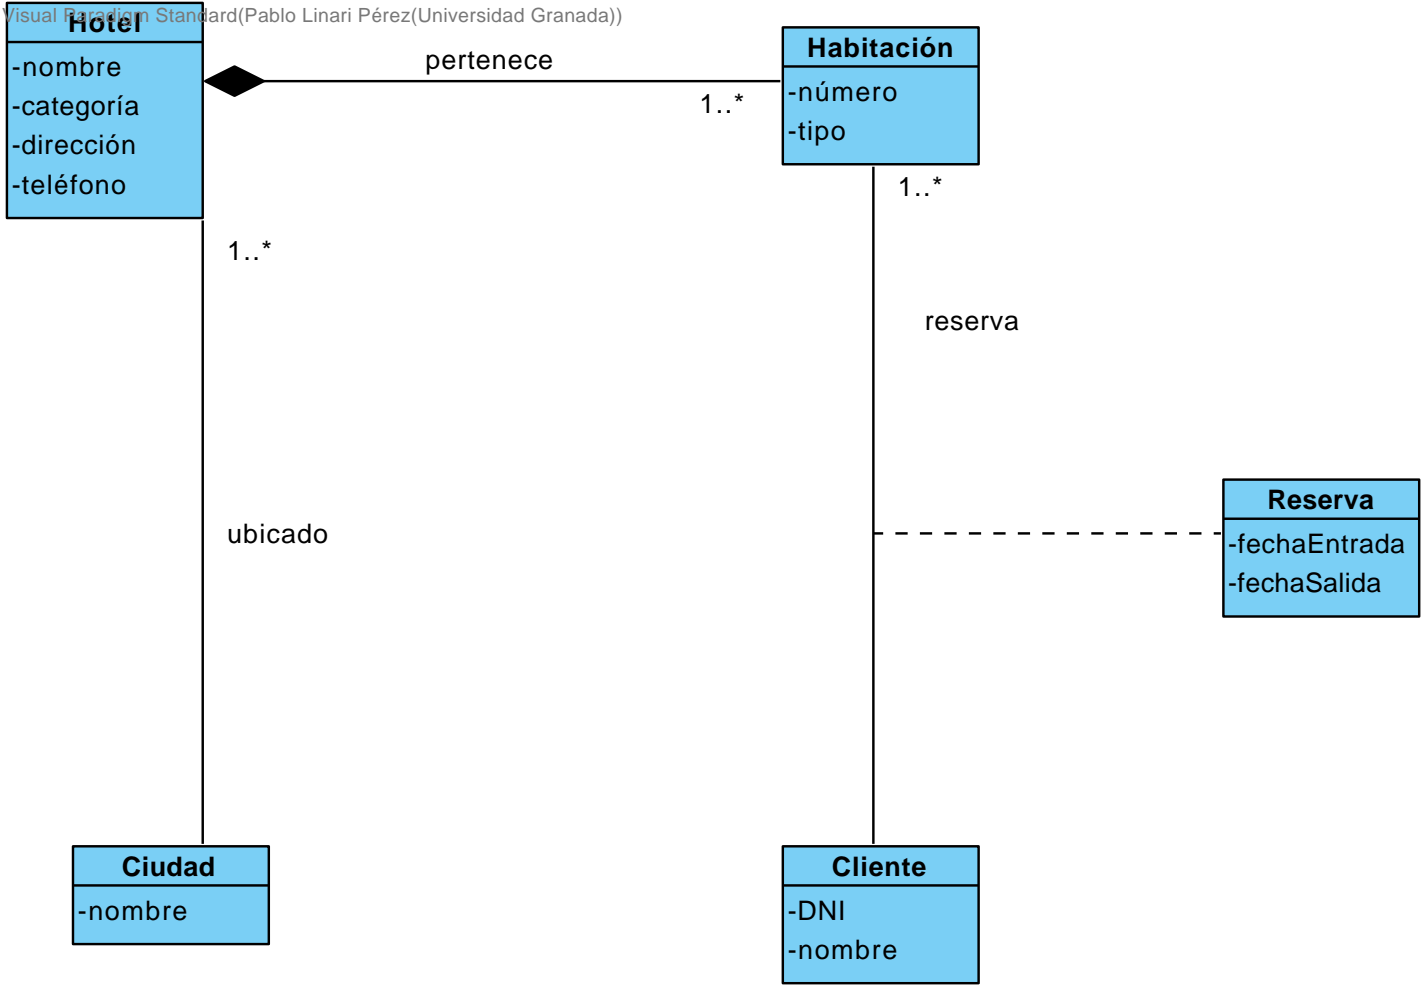 Visual Paradigm Standard(Pablo Linari Pérez(Universidad Granada))
Hotel
-nombre
-categoría
-dirección
-teléfono
pertenece
1..*
Habitación
-número
-tipo
1..*
1..*
reserva
ubicado
Reserva
-fechaEntrada
-fechaSalida
Ciudad
-nombre
Cliente
-DNI
-nombre